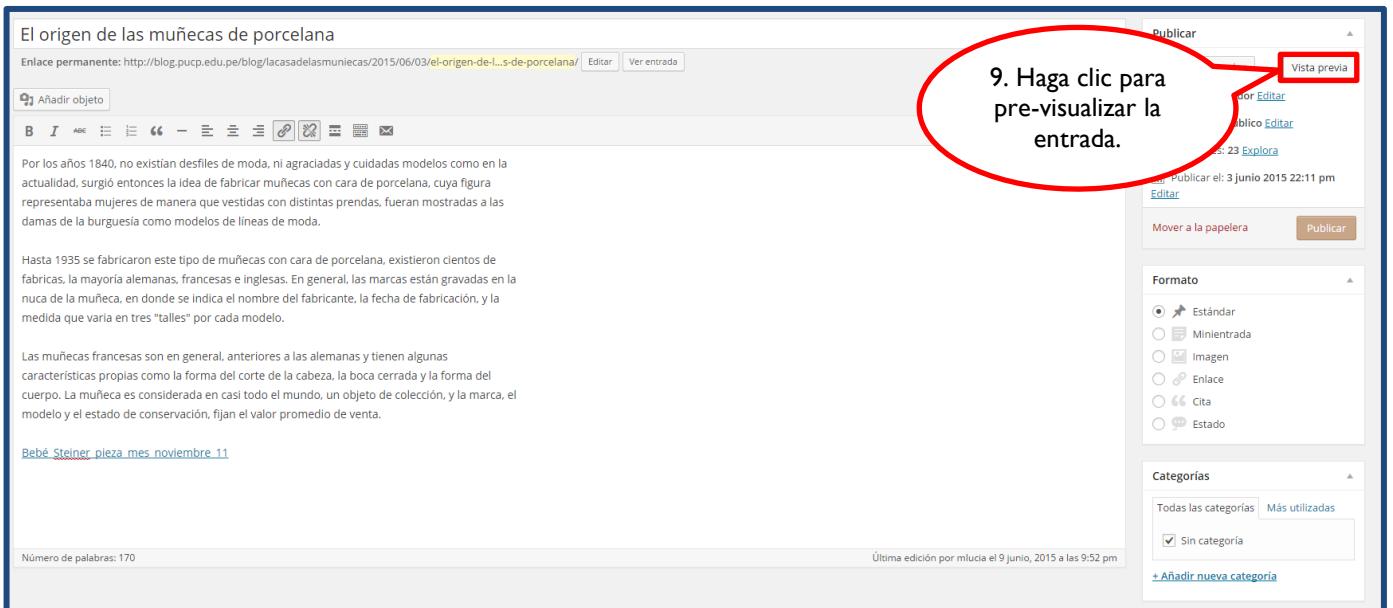 El origen de las muñecas de porcelana
Enlace permanente: http://blog.pucp.edu.pe/blog/lacasadelasmuniecas/2015/06/03/el-origen-de-l...s-de-porcelana/ Editar Ver entrada
Añadir objeto
B I ABC
Por los años 1840, no existían desfiles de moda, ni agraciadas y cuidadas modelos como en la
actualidad, surgió entonces la idea de fabricar muñecas con cara de porcelana, cuya figura
representaba mujeres de manera que vestidas con distintas prendas, fueran mostradas a las
damas de la burguesía como modelos de líneas de moda.
Hasta 1935 se fabricaron este tipo de muñecas con cara de porcelana, existieron cientos de
fabricas, la mayoría alemanas, francesas e inglesas. En general, las marcas están gravadas en la
nuca de la muñeca, en donde se indica el nombre del fabricante, la fecha de fabricación, y la
medida que varia en tres "talles" por cada modelo.
Las muñecas francesas son en general, anteriores a las alemanas y tienen algunas
características propias como la forma del corte de la cabeza, la boca cerrada y la forma del
cuerpo. La muñeca es considerada en casi todo el mundo, un objeto de colección, y la marca, el
modelo y el estado de conservación, fijan el valor promedio de venta.
Bebé Steiner pieza mes noviembre 11
Número de palabras: 170
Última edición por mlucia el 9 junio, 2015 a las 9:52 pm
9. Haga clic para
pre-visualizar la
entrada.
Publicar
Vista previa
Editar
Editar
23 Explora
Publicar el: 3 junio 2015 22:11 pm
Editar
Mover a la papelera
Publicar
Formato
Estándar
Minientrada
Imagen
Enlace
Cita
Estado
Categorías
Todas las categorías Más utilizadas
Sin categoría
+ Añadir nueva categoría